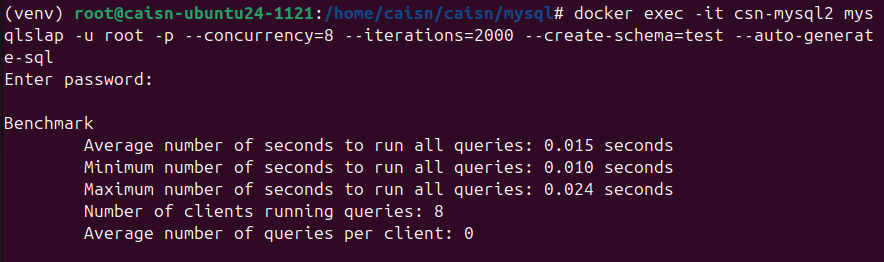 (venv) root@caisn-ubuntu24-1121:/home/caisn/caisn/mysql# docker exec -it csn-mysql2 mys
qlslap -u root -p --concurrency=8 --iterations=2000 --create-schema=test --auto-generat
e-sql
Enter password:
Benchmark
Average number of seconds to run all queries: 0.015 seconds
Minimum number of seconds to run all queries: 0.010 seconds
Maximum number of seconds to run all queries: 0.024 seconds
Number of clients running queries: 8
Average number of queries per client: 0